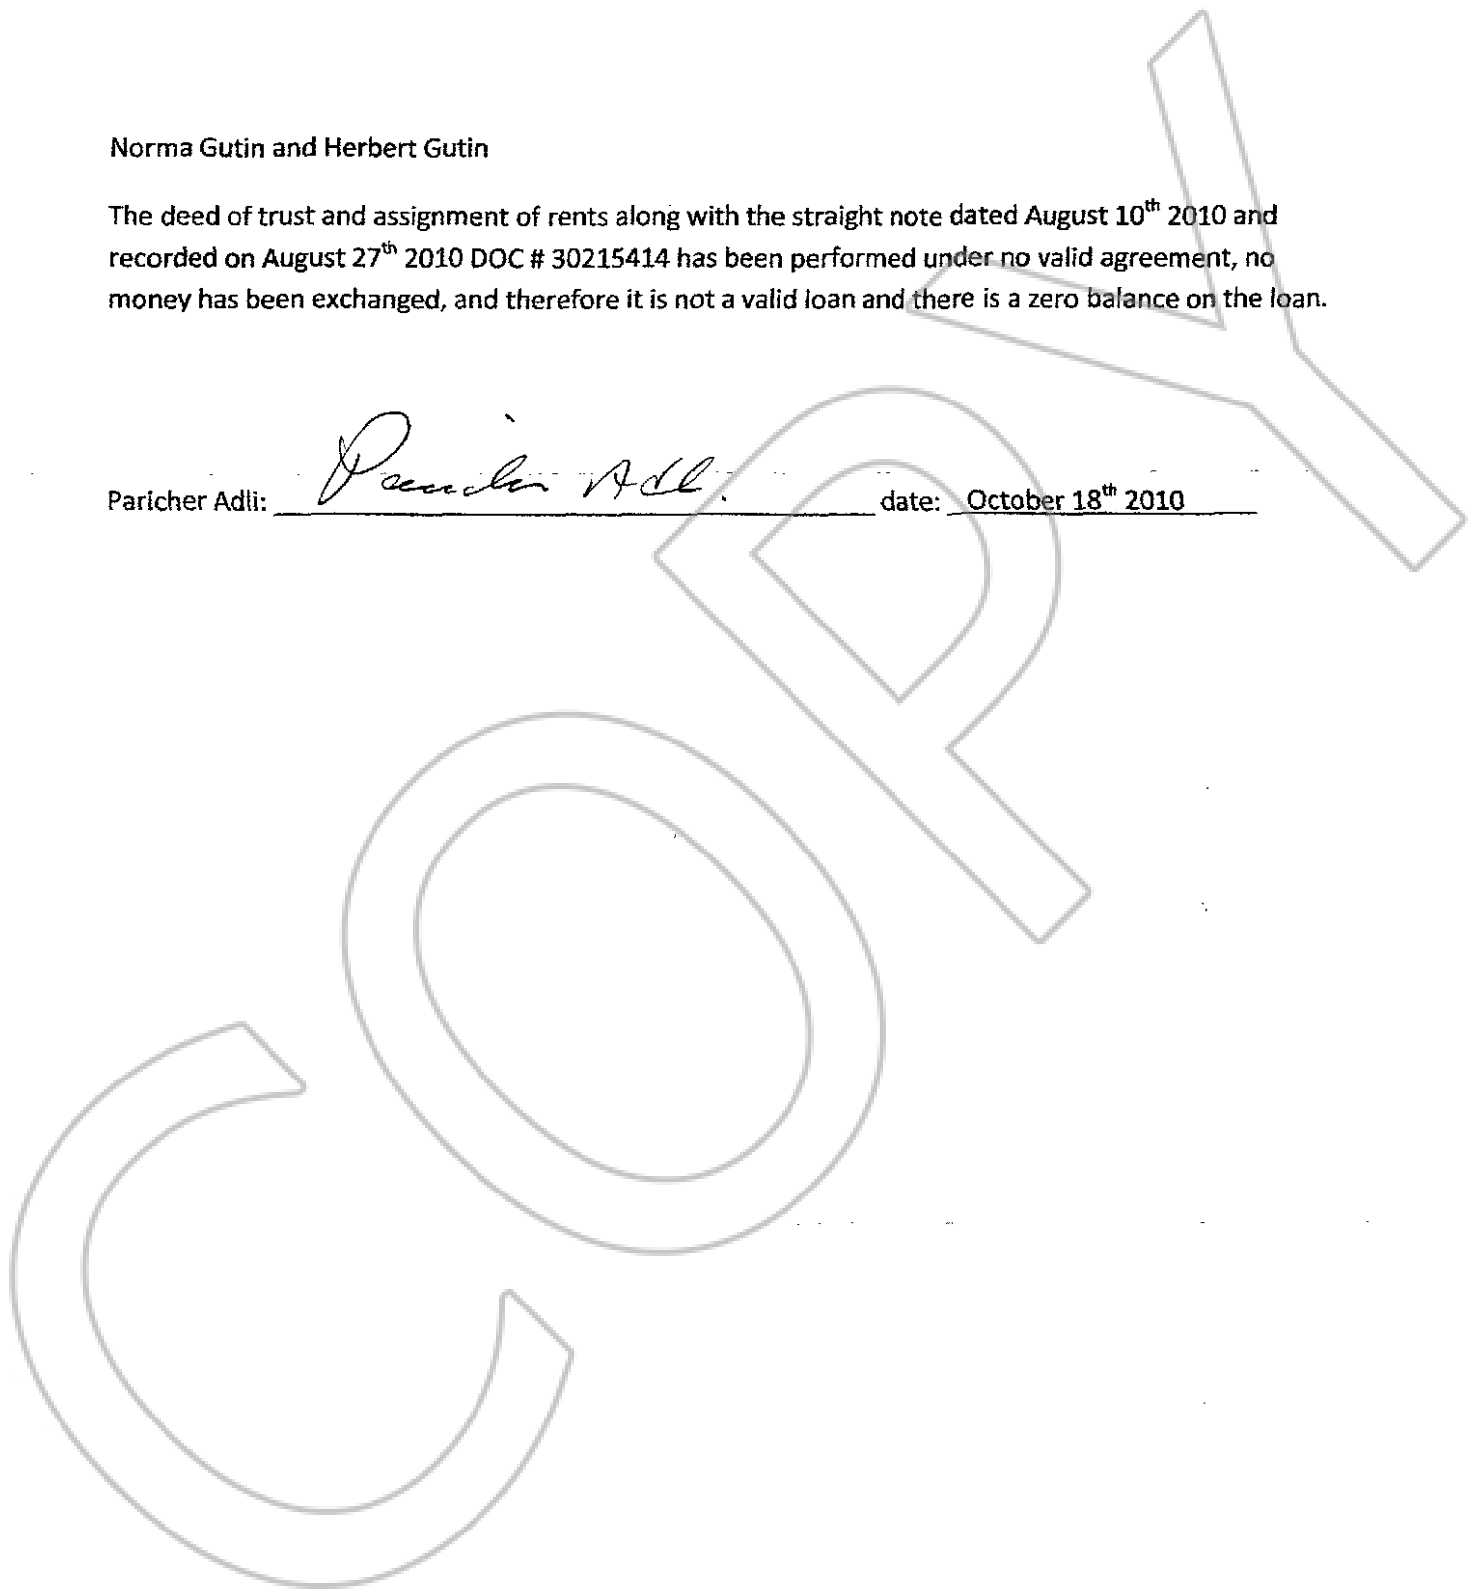 Norma Gutin and Herbert Gutin
The deed of trust and assignment of rents along with the straight note dated August 10th 2010 and
recorded on August 27th 2010 DOC # 30215414 has been performed under no valid agreement, no
money has been exchanged, and therefore it is not a valid loan and there is a zero balance on the loan.
Paricher Adli: date: October 18th 2010
COPY